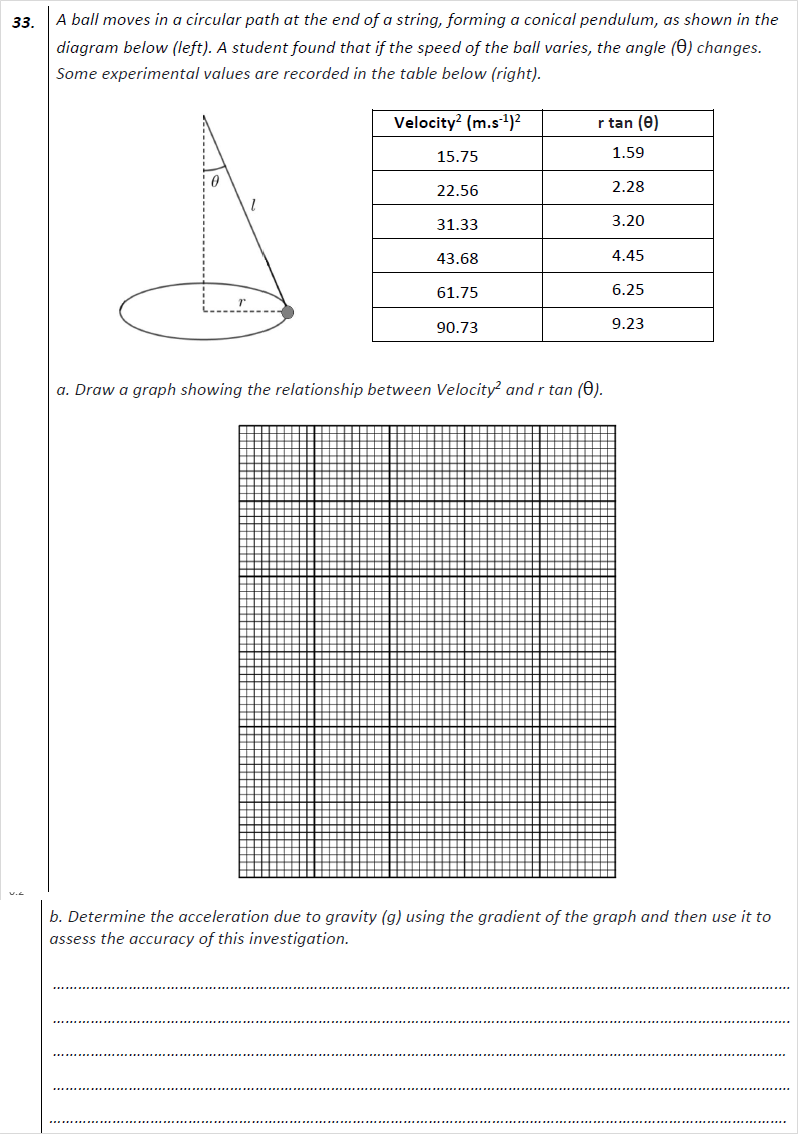 33. A ball moves in a circular path at the end of a string, forming a conical pendulum, as shown in the
diagram below (left). A student found that if the speed of the ball varies, the angle (θ) changes.
Some experimental values are recorded in the table below (right).
Velocity² (m.s⁻¹)² r tan (θ)
15.75 1.59
22.56 2.28
31.33 3.20
43.68 4.45
61.75 6.25
90.73 9.23
θ
l
r
a. Draw a graph showing the relationship between Velocity² and r tan (θ).
b. Determine the acceleration due to gravity (g) using the gradient of the graph and then use it to
assess the accuracy of this investigation.